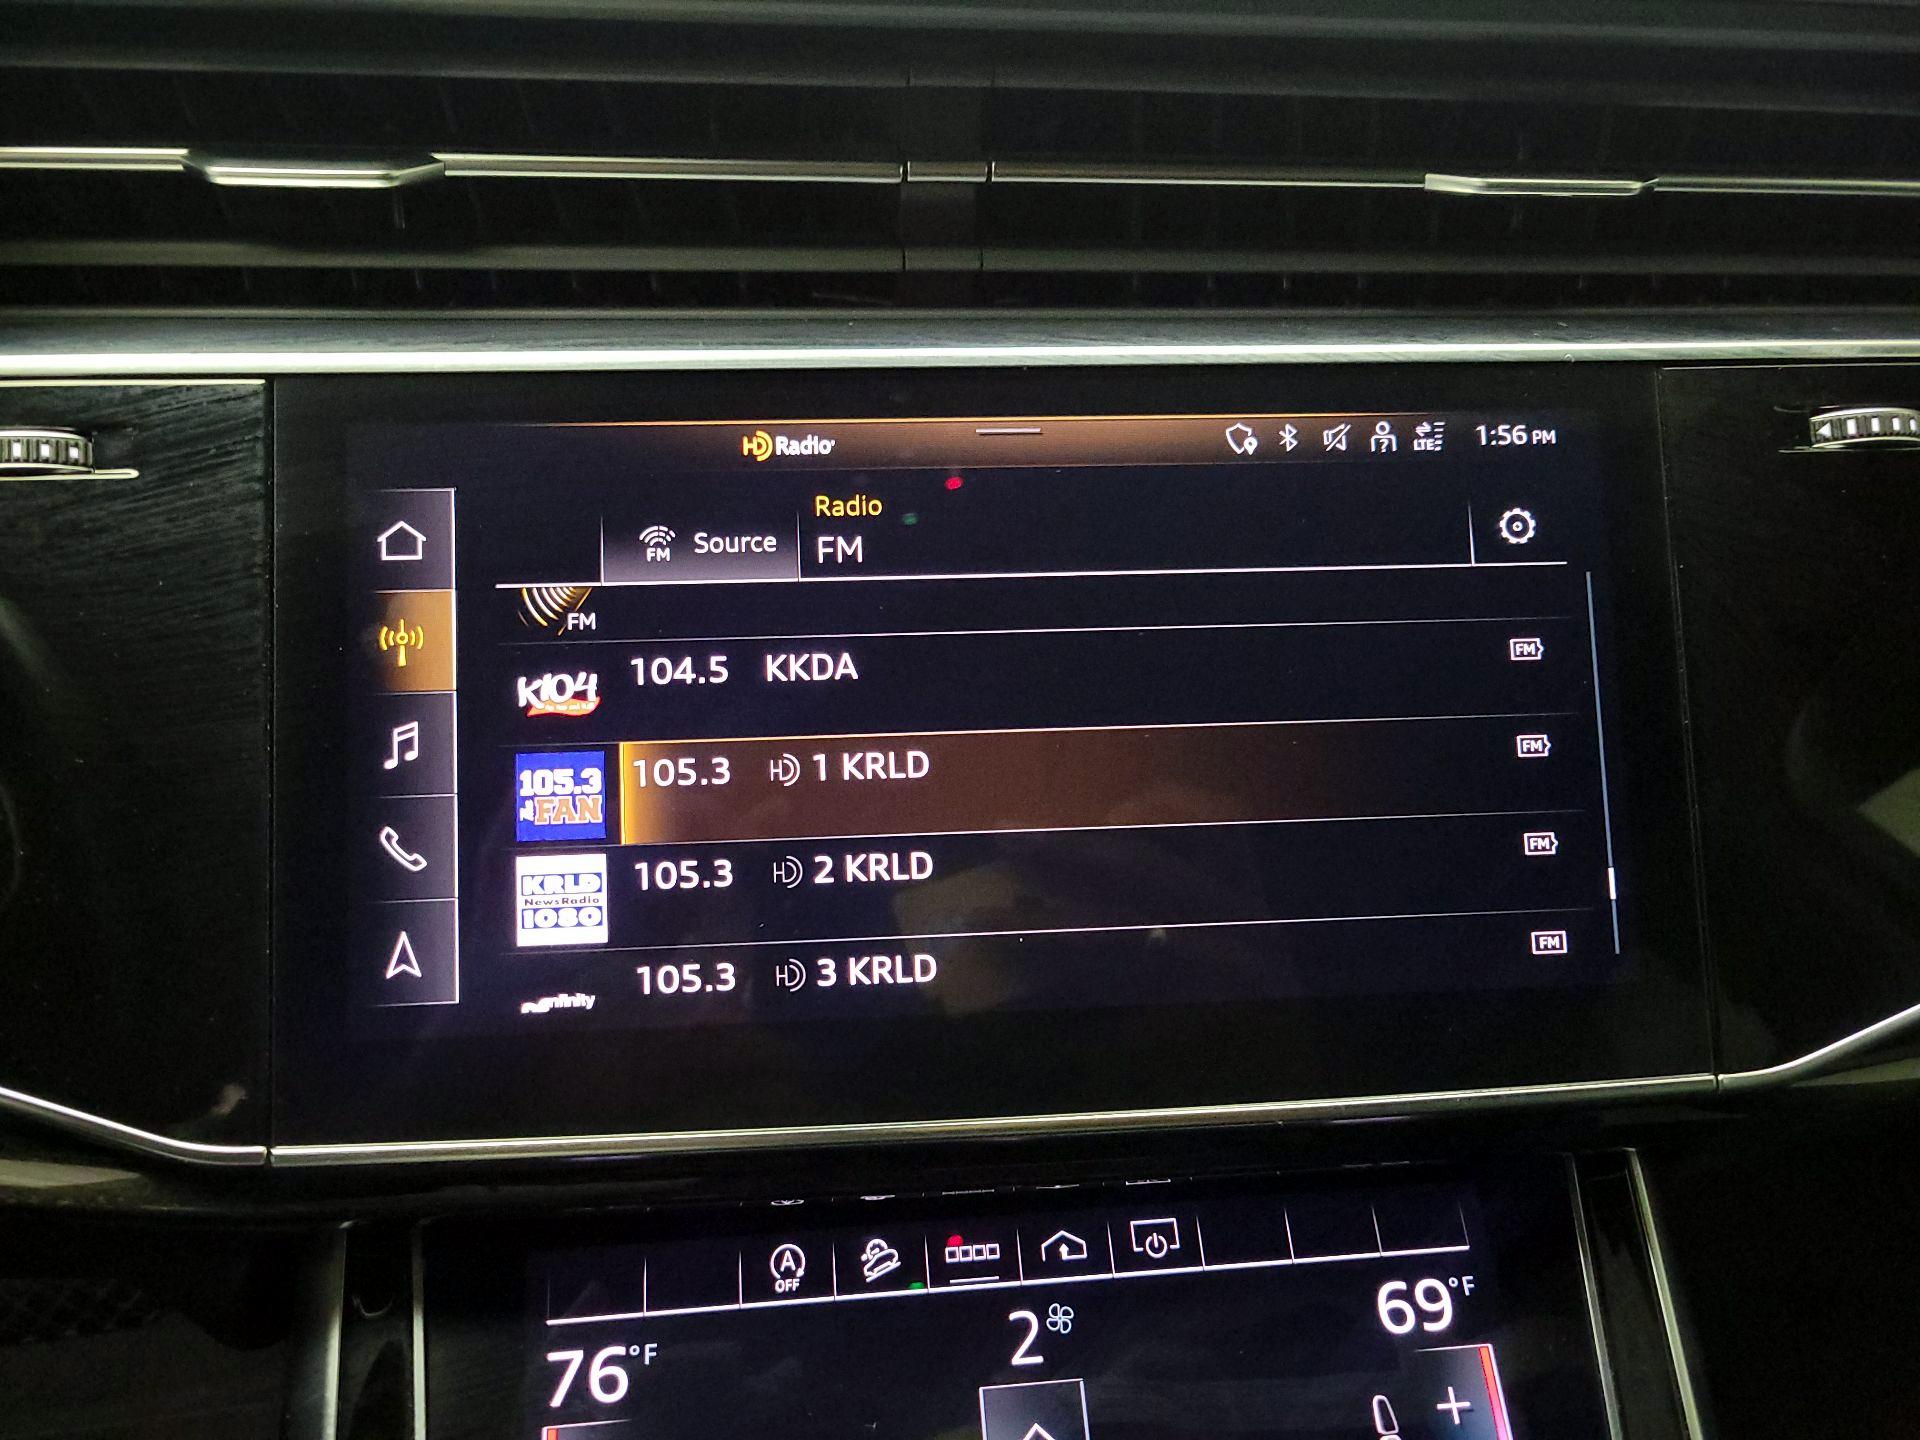 HD Radio
LTE
1:56 PM
Radio
FM
Source
FM
FM
104.5 KKDA
FM
K104
105.3 HD 1 KRLD
FM
105.3
The
FAN
105.3 HD 2 KRLD
FM
KRLD
NewsRadio
1080
105.3 HD 3 KRLD
FM
A
OFF
76°F
2
69°F
+